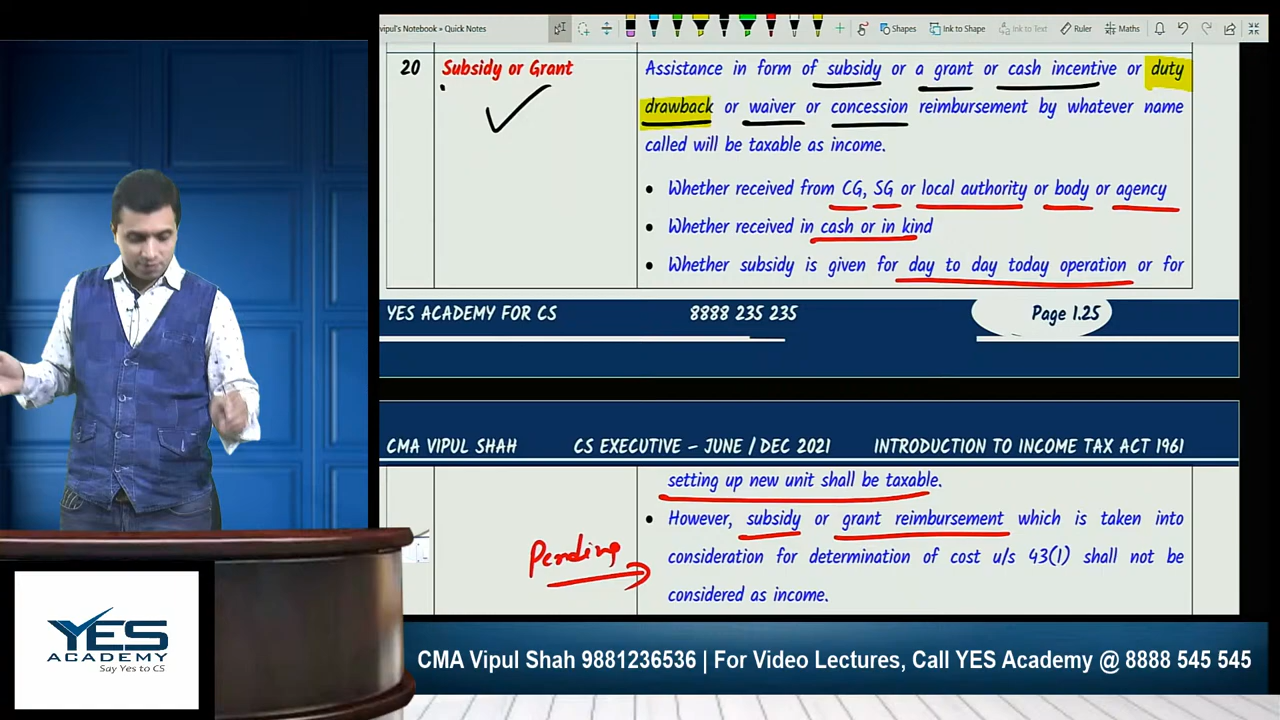 vipul's Notebook » Quick Notes
Shapes
Ink to Shape
Ink to Text
Ruler
Maths
20
Subsidy or Grant
Assistance in form of subsidy or a grant or cash incentive or duty
drawback or waiver or concession reimbursement by whatever name
called will be taxable as income.
• Whether received from CG, SG or local authority or body or agency
• Whether received in cash or in kind
• Whether subsidy is given for day to day today operation or for
YES ACADEMY FOR CS
8888 235 235
Page 1.25
CMA VIPUL SHAH
CS EXECUTIVE – JUNE / DEC 2021
INTRODUCTION TO INCOME TAX ACT 1961
setting up new unit shall be taxable.
• However, subsidy or grant reimbursement which is taken into
consideration for determination of cost u/s 43(1) shall not be
considered as income.
Pending
YES
ACADEMY
Say Yes to CS
CMA Vipul Shah 9881236536 | For Video Lectures, Call YES Academy @ 8888 545 545